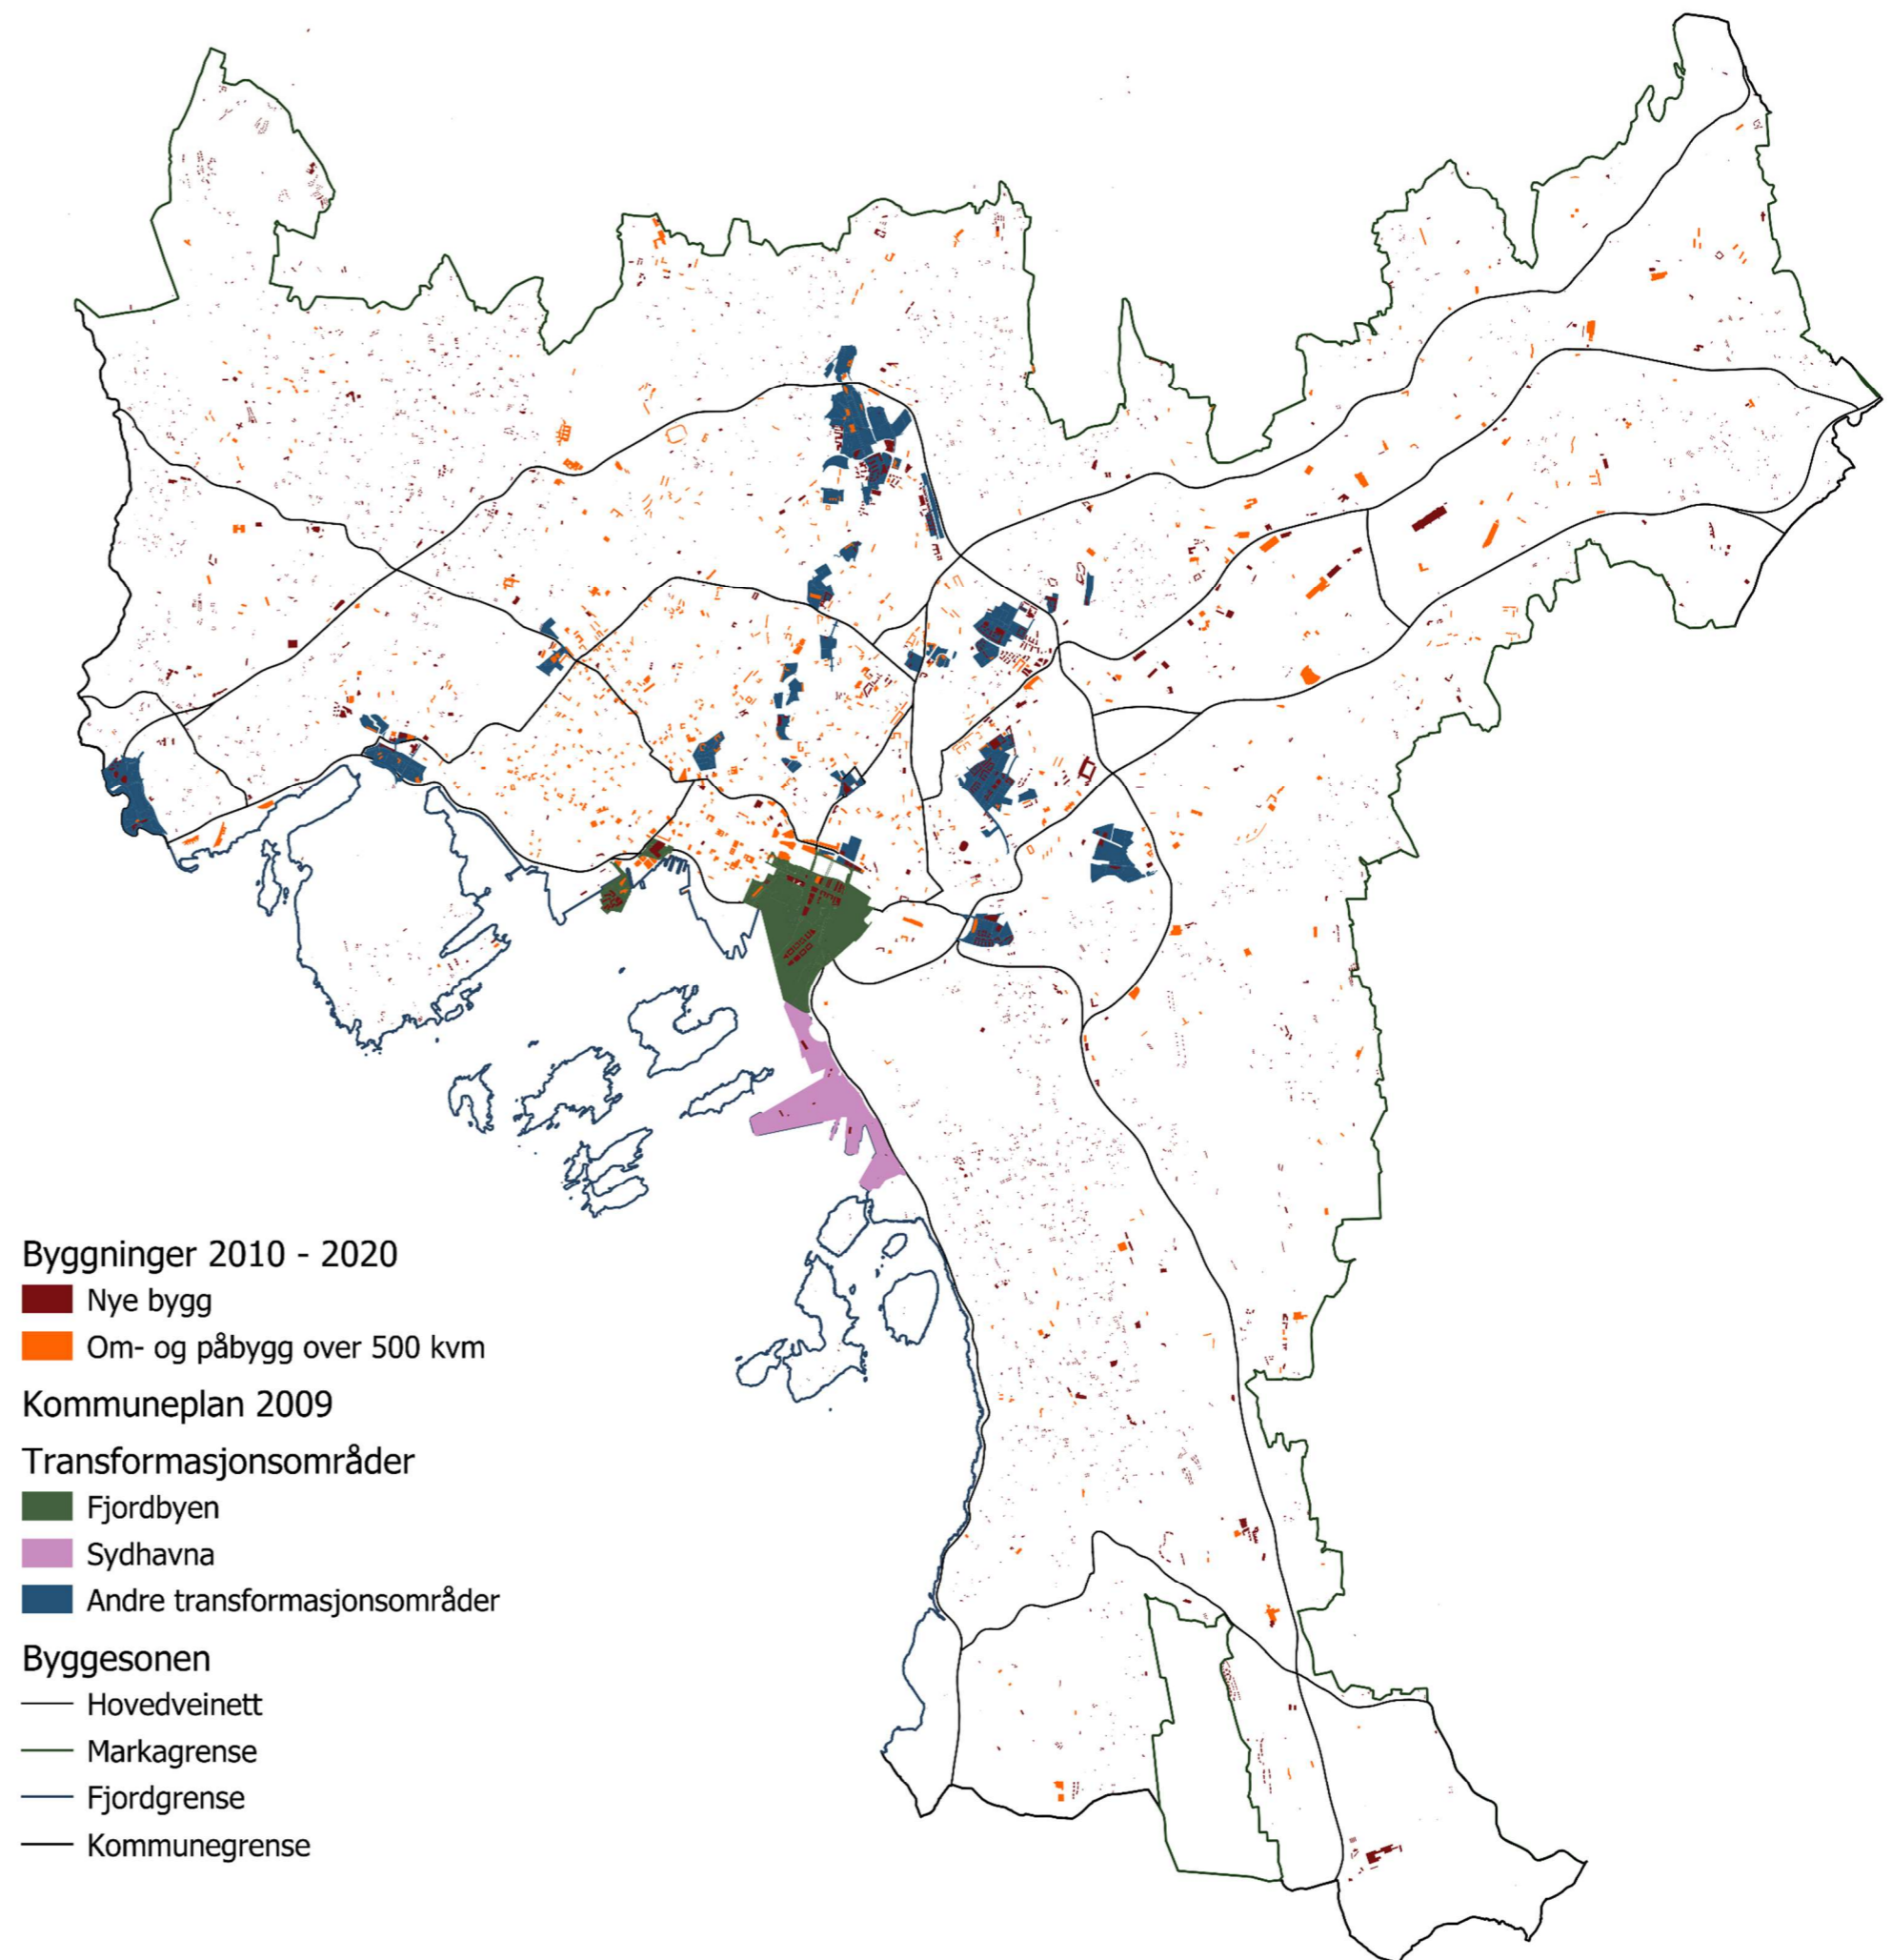 Byggninger 2010 - 2020
Nye bygg
Om- og påbygg over 500 kvm
Kommuneplan 2009
Transformasjonsområder
Fjordbyen
Sydhavna
Andre transformasjonsområder
Byggesonen
Hovedveinett
Markagrense
Fjordgrense
Kommunegrense